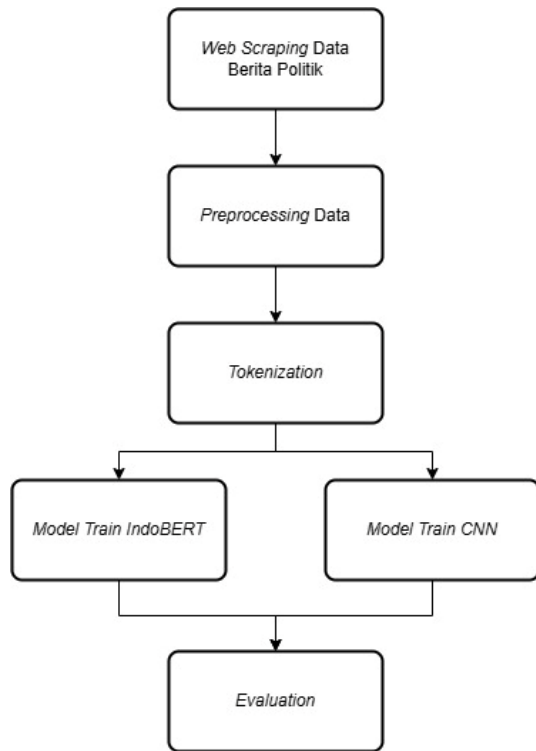 Web Scraping Data
Berita Politik
Preprocessing Data
Tokenization
Model Train IndoBERT
Model Train CNN
Evaluation